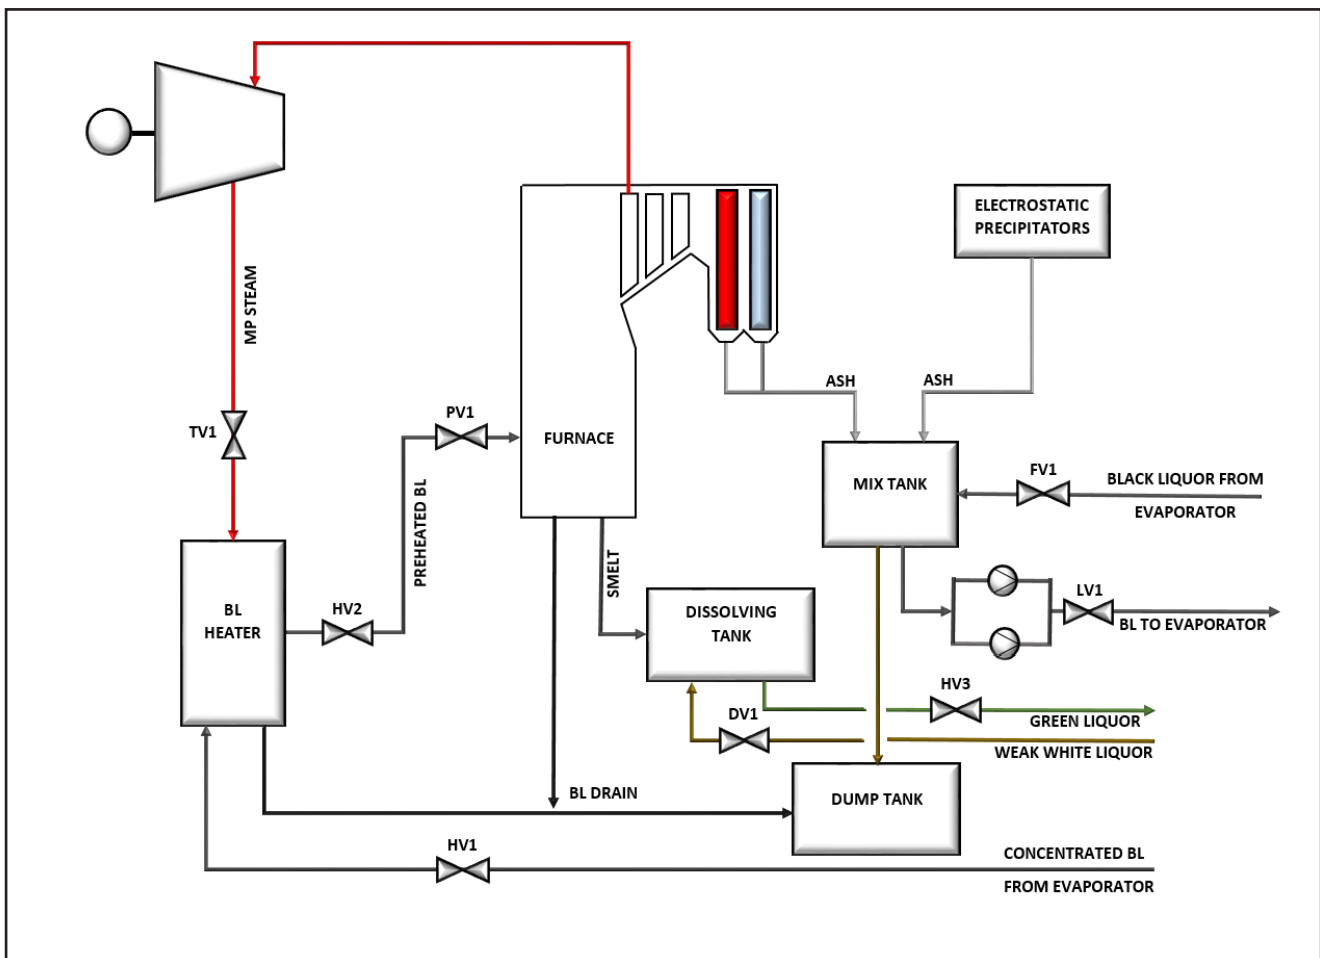 ELECTROSTATIC
PRECIPITATORS
MP STEAM
ASH
ASH
PV1
TV1
FURNACE
FV1
MIX TANK
BLACK LIQUOR FROM
EVAPORATOR
PREHEATED BL
SMELT
BL
HEATER
HV2
DISSOLVING
TANK
LV1
BL TO EVAPORATOR
HV3
GREEN LIQUOR
DV1
WEAK WHITE LIQUOR
BL DRAIN
DUMP TANK
HV1
CONCENTRATED BL
FROM EVAPORATOR